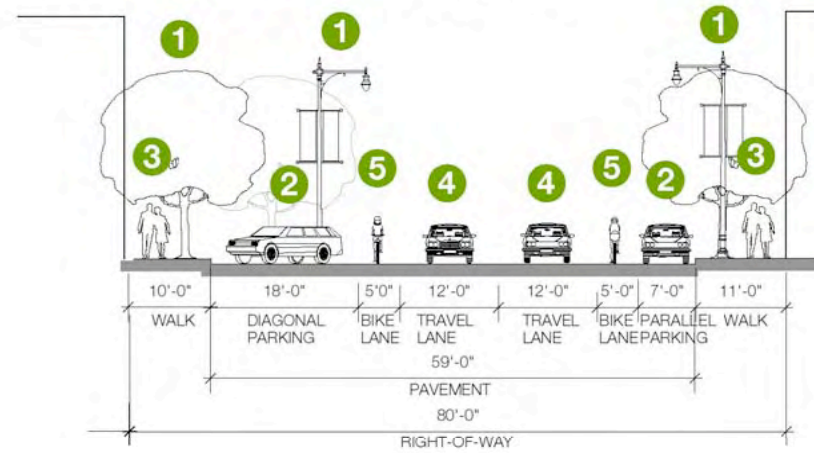 1 1 1
3 3
2 5 4 4 5 2
10'-0" 18'-0" 5'0" 12'-0" 12'-0" 5'-0" 7'-0" 11'-0"
WALK DIAGONAL BIKE TRAVEL TRAVEL BIKE PARALLEL WALK
PARKING LANE LANE LANE LANE PARKING
59'-0"
PAVEMENT
80'-0"
RIGHT-OF-WAY